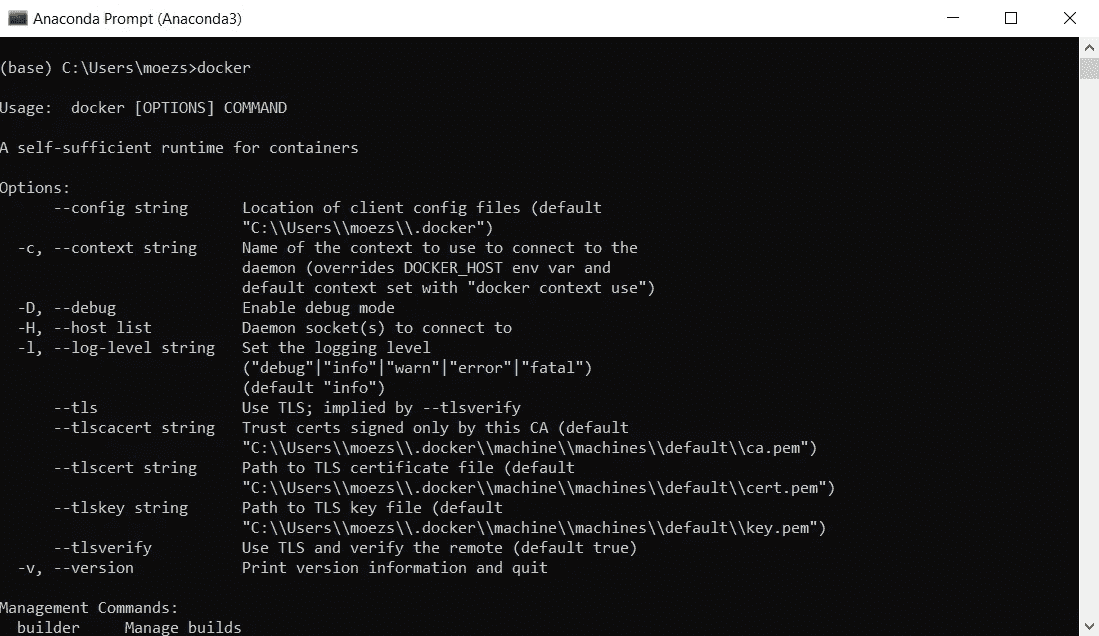 Anaconda Prompt (Anaconda3)
(base) C:\Users\moezs>docker
Usage:  docker [OPTIONS] COMMAND
A self-sufficient runtime for containers
Options:
      --config string      Location of client config files (default
                           "C:\\Users\\moezs\\.docker")
  -c, --context string     Name of the context to use to connect to the
                           daemon (overrides DOCKER_HOST env var and
                           default context set with "docker context use")
  -D, --debug              Enable debug mode
  -H, --host list          Daemon socket(s) to connect to
  -l, --log-level string   Set the logging level
                           ("debug"|"info"|"warn"|"error"|"fatal")
                           (default "info")
      --tls                Use TLS; implied by --tlsverify
      --tlscacert string   Trust certs signed only by this CA (default
                           "C:\\Users\\moezs\\.docker\\machine\\machines\\default\\ca.pem")
      --tlscert string     Path to TLS certificate file (default
                           "C:\\Users\\moezs\\.docker\\machine\\machines\\default\\cert.pem")
      --tlskey string      Path to TLS key file (default
                           "C:\\Users\\moezs\\.docker\\machine\\machines\\default\\key.pem")
      --tlsverify          Use TLS and verify the remote (default true)
  -v, --version            Print version information and quit
Management Commands:
  builder     Manage builds